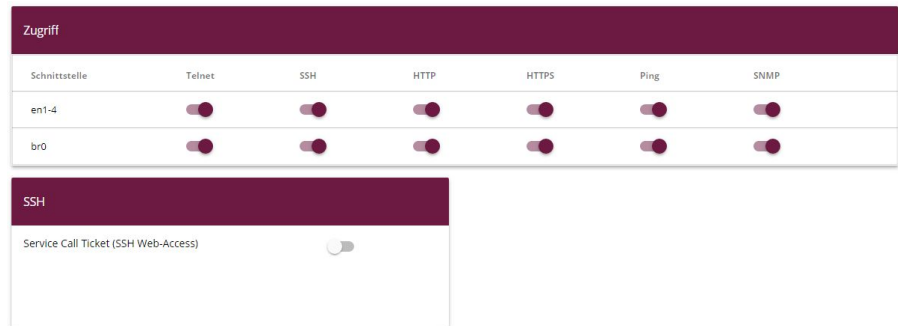 Zugriff
Schnittstelle Telnet SSH HTTP HTTPS Ping SNMP
en1-4
br0
SSH
Service Call Ticket (SSH Web-Access)